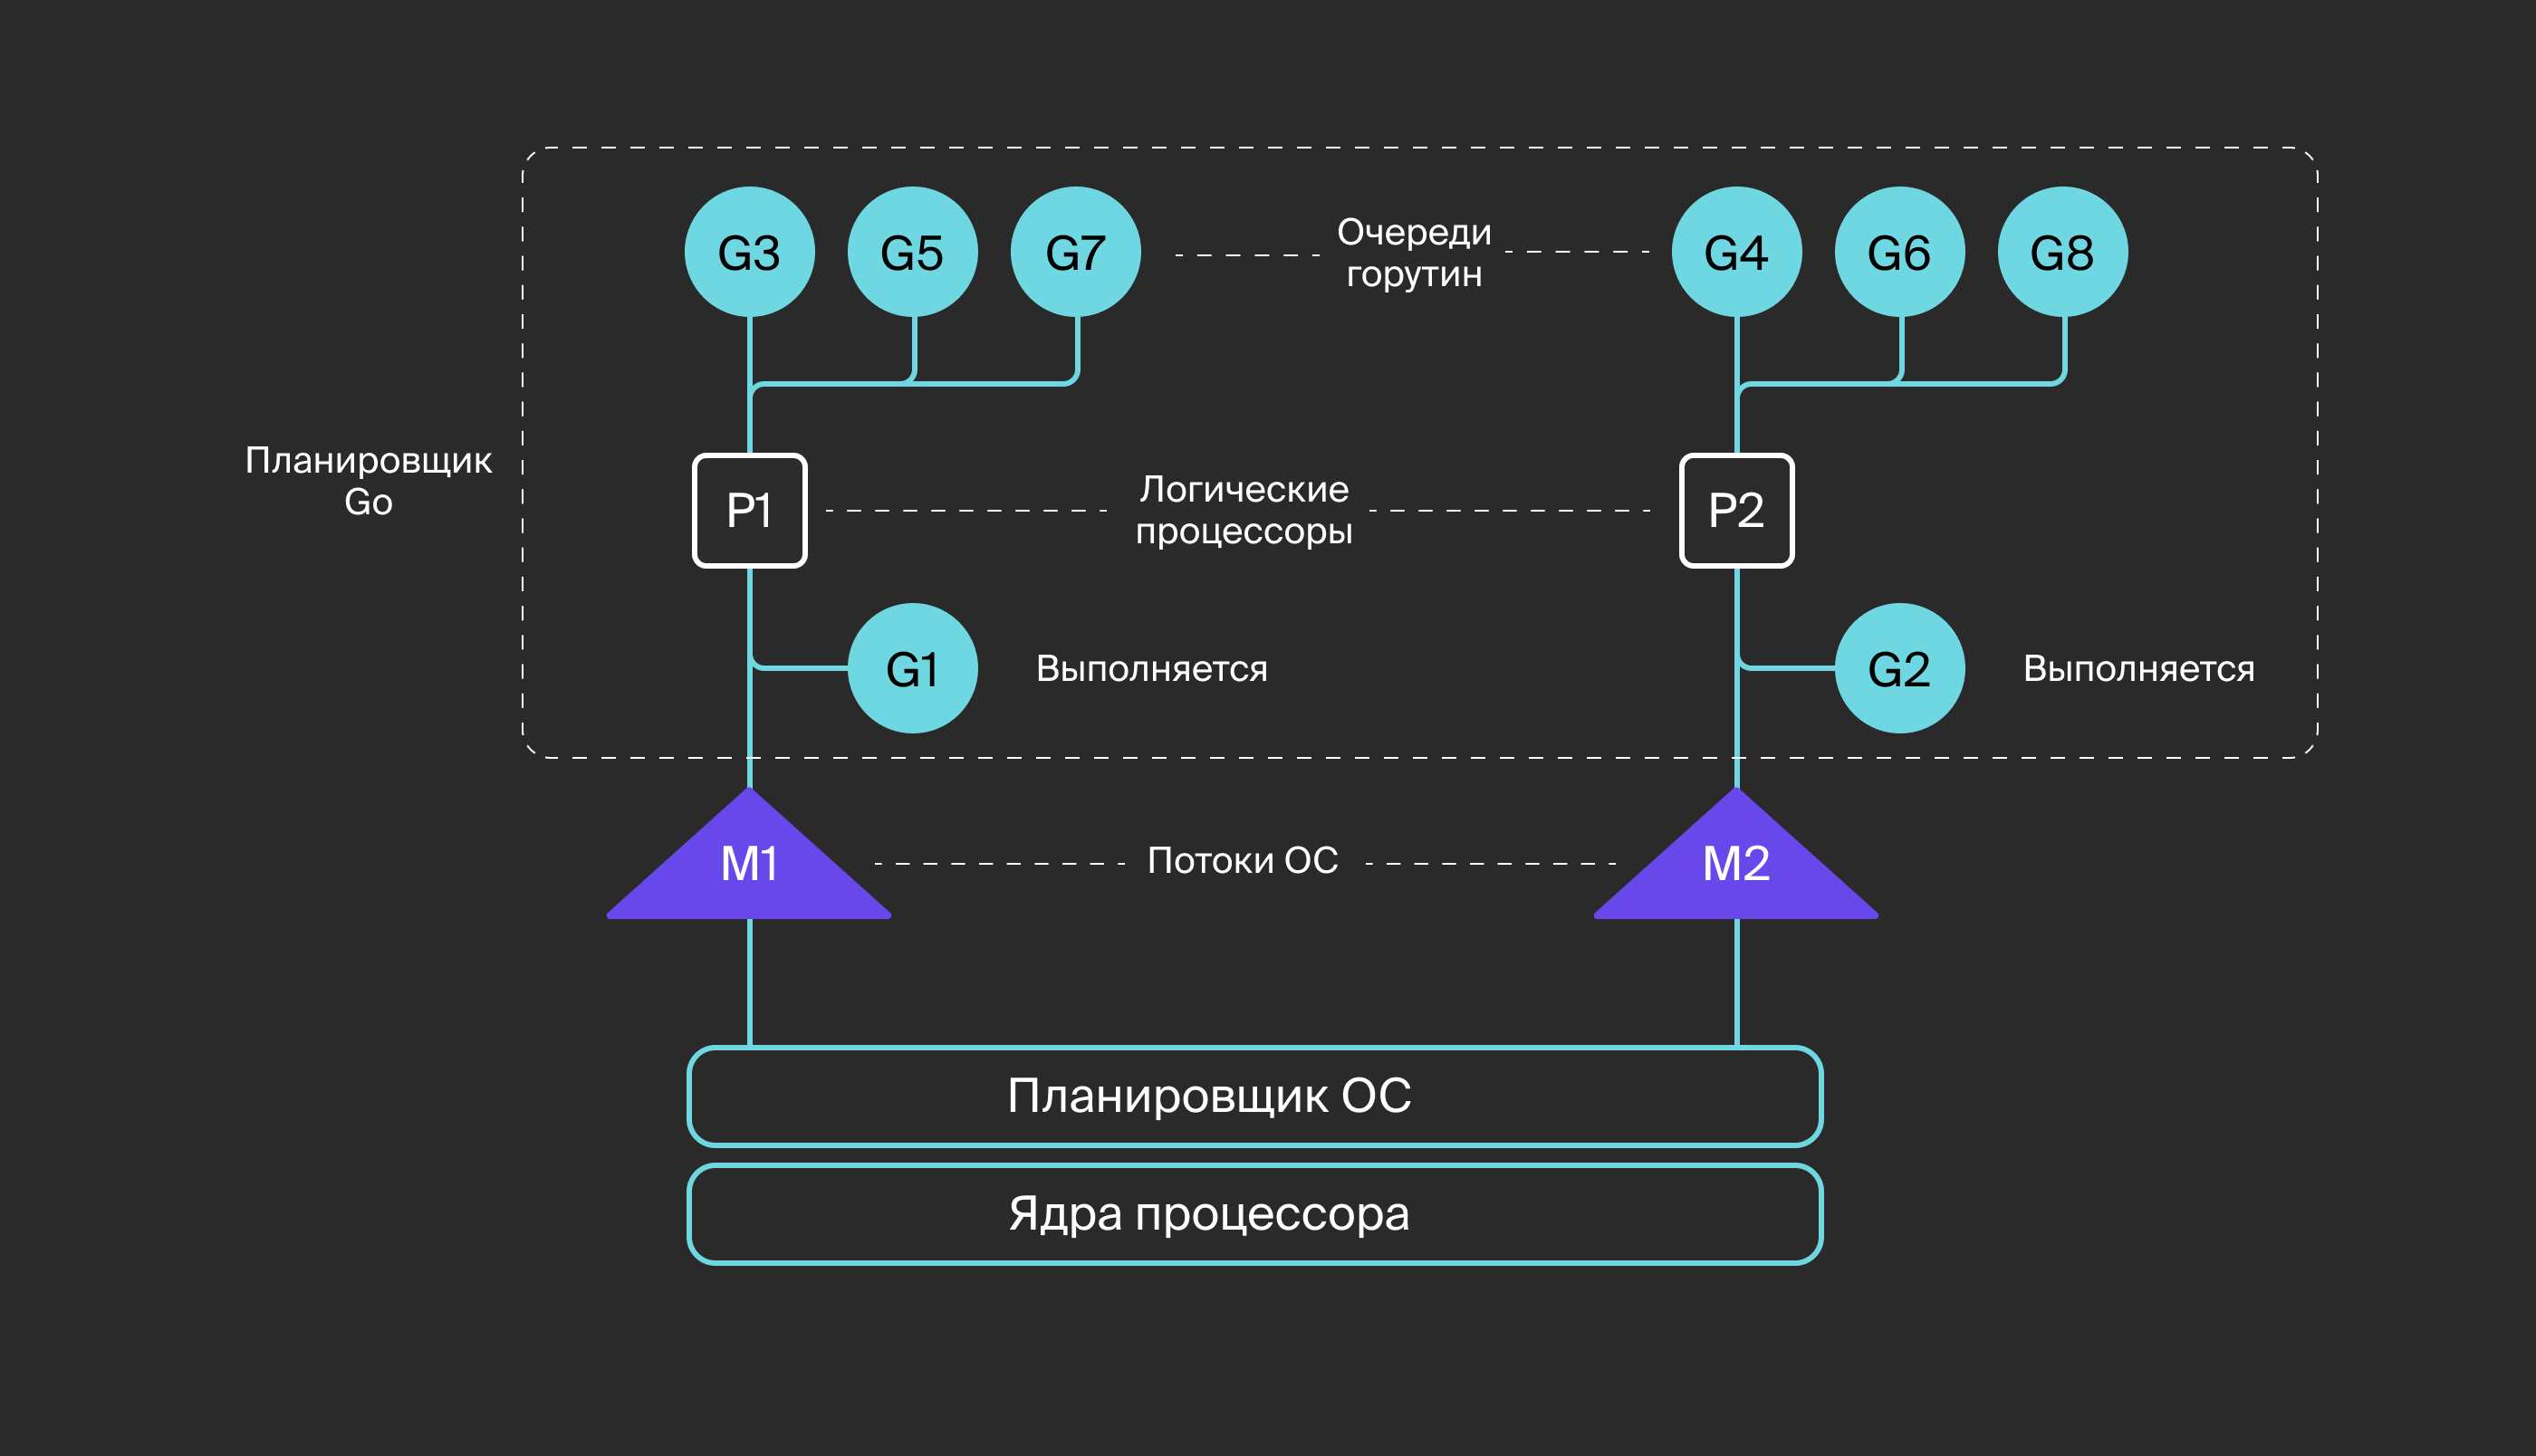 G3
G5
G7
Очереди
горутин
G4
G6
G8
Планировщик
Go
P1
Логические
процессоры
P2
G1
Выполняется
G2
Выполняется
M1
Потоки ОС
M2
Планировщик ОС
Ядра процессора